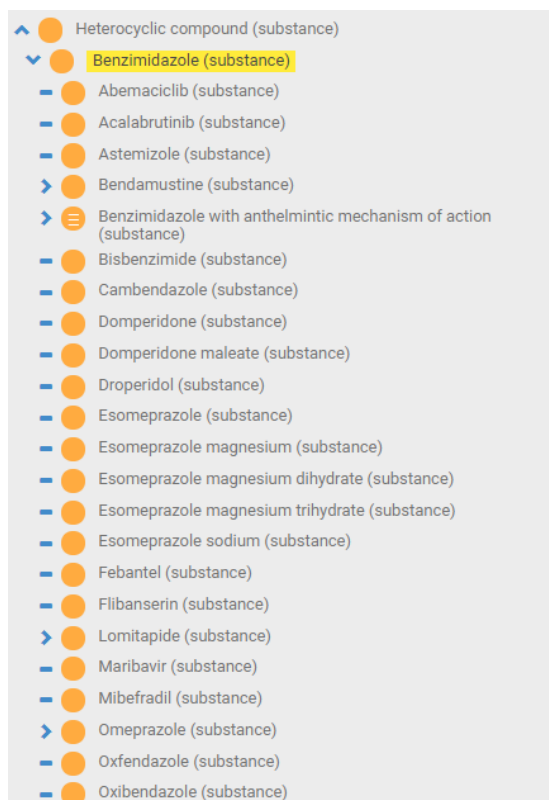 Heterocyclic compound (substance)
Benzimidazole (substance)
Abemaciclib (substance)
Acalabrutinib (substance)
Astemizole (substance)
Bendamustine (substance)
Benzimidazole with anthelmintic mechanism of action
(substance)
Bisbenzimide (substance)
Cambendazole (substance)
Domperidone (substance)
Domperidone maleate (substance)
Droperidol (substance)
Esomeprazole (substance)
Esomeprazole magnesium (substance)
Esomeprazole magnesium dihydrate (substance)
Esomeprazole magnesium trihydrate (substance)
Esomeprazole sodium (substance)
Febantel (substance)
Flibanserin (substance)
Lomitapide (substance)
Maribavir (substance)
Mibefradil (substance)
Omeprazole (substance)
Oxfendazole (substance)
Oxibendazole (substance)